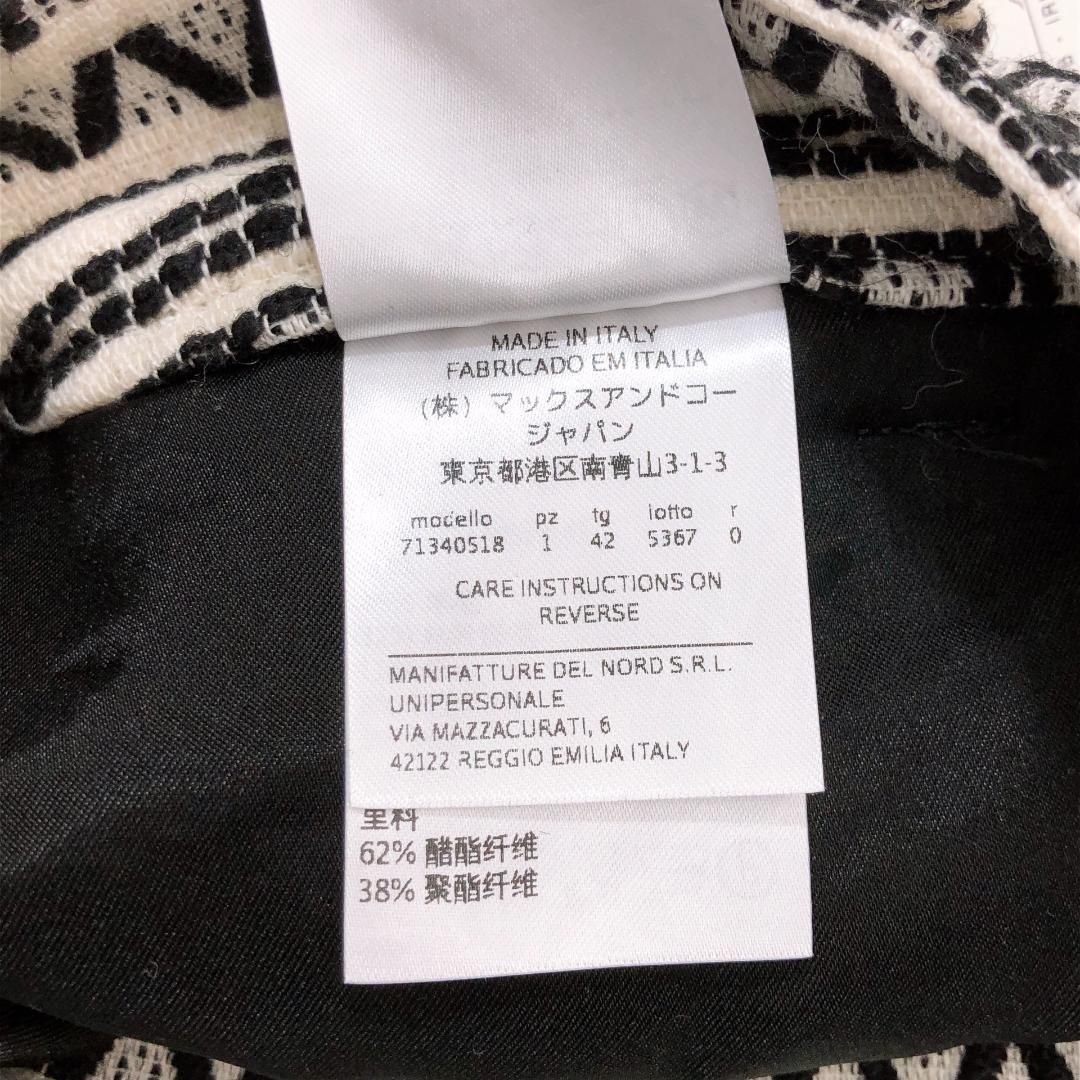 MADE IN ITALY
FABRICADO EM ITALIA
(株) マックスアンドコー
ジャパン
東京都港区南青山3-1-3
modello pz tg lotto r
71340518 1 42 5367 0
CARE INSTRUCTIONS ON
REVERSE
MANIFATTURE DEL NORD S.R.L.
UNIPERSONALE
VIA MAZZACURATI, 6
42122 REGGIO EMILIA ITALY
里料
62% 醋酯纤维
38% 聚酯纤维